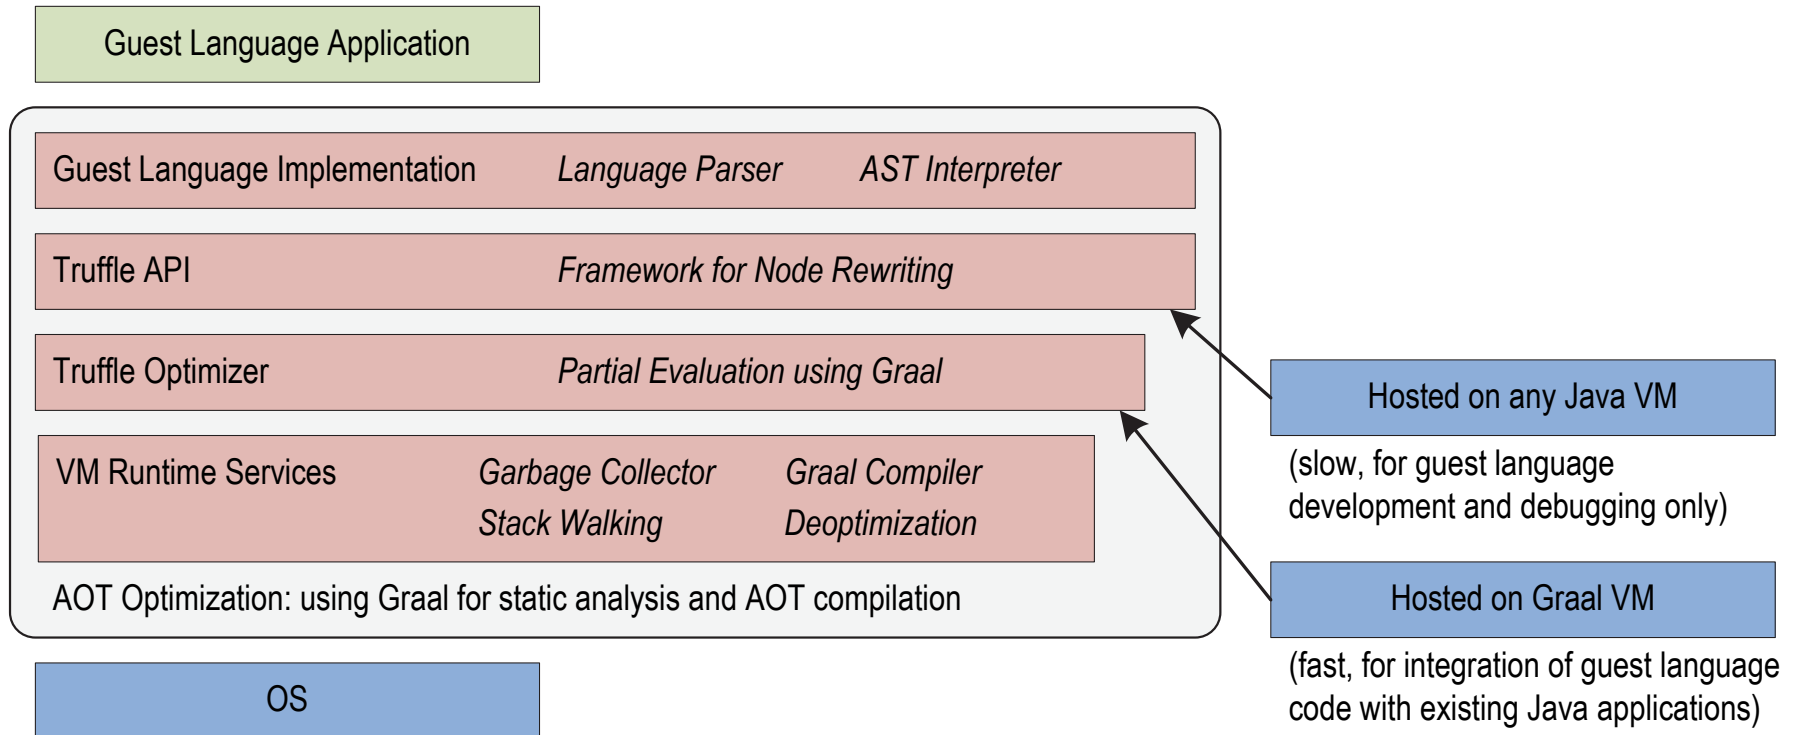 Guest Language Application
Guest Language Implementation Language Parser AST Interpreter
Truffle API Framework for Node Rewriting
Truffle Optimizer Partial Evaluation using Graal
VM Runtime Services Garbage Collector Graal Compiler
Stack Walking Deoptimization
AOT Optimization: using Graal for static analysis and AOT compilation
OS
Hosted on any Java VM
(slow, for guest language
development and debugging only)
Hosted on Graal VM
(fast, for integration of guest language
code with existing Java applications)